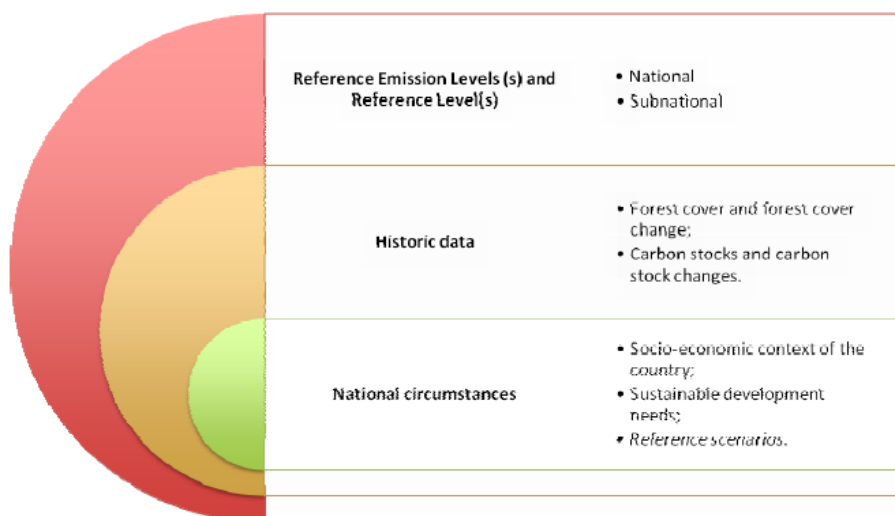 Reference Emission Levels (s) and
Reference Level(s)
• National
• Subnational
Historic data
• Forest cover and forest cover
change;
• Carbon stocks and carbon
stock changes.
National circumstances
• Socio-economic context of the
country;
• Sustainable development
needs;
• Reference scenarios.